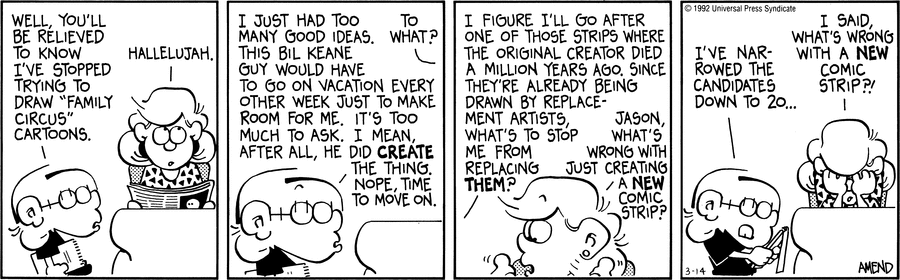 WELL, YOU'LL
BE RELIEVED
TO KNOW
I'VE STOPPED
TRYING TO
DRAW "FAMILY
CIRCUS"
CARTOONS.
HALLELUJAH.
I JUST HAD TOO
MANY GOOD IDEAS.
THIS BIL KEANE
GUY WOULD HAVE
TO GO ON VACATION EVERY
OTHER WEEK JUST TO MAKE
ROOM FOR ME. IT'S TOO
MUCH TO ASK. I MEAN,
AFTER ALL, HE DID CREATE
THE THING.
NOPE, TIME
TO MOVE ON.
TO
WHAT?
I FIGURE I'LL GO AFTER
ONE OF THOSE STRIPS WHERE
THE ORIGINAL CREATOR DIED
A MILLION YEARS AGO. SINCE
THEY'RE ALREADY BEING
DRAWN BY REPLACE-
MENT ARTISTS,
WHAT'S TO STOP
ME FROM
REPLACING
THEM?
JASON,
WHAT'S
WRONG WITH
JUST CREATING
A NEW
COMIC
STRIP?
© 1992 Universal Press Syndicate
I'VE NAR-
ROWED THE
CANDIDATES
DOWN TO 20...
I SAID,
WHAT'S WRONG
WITH A NEW
COMIC
STRIP?!
3-14
AMEND